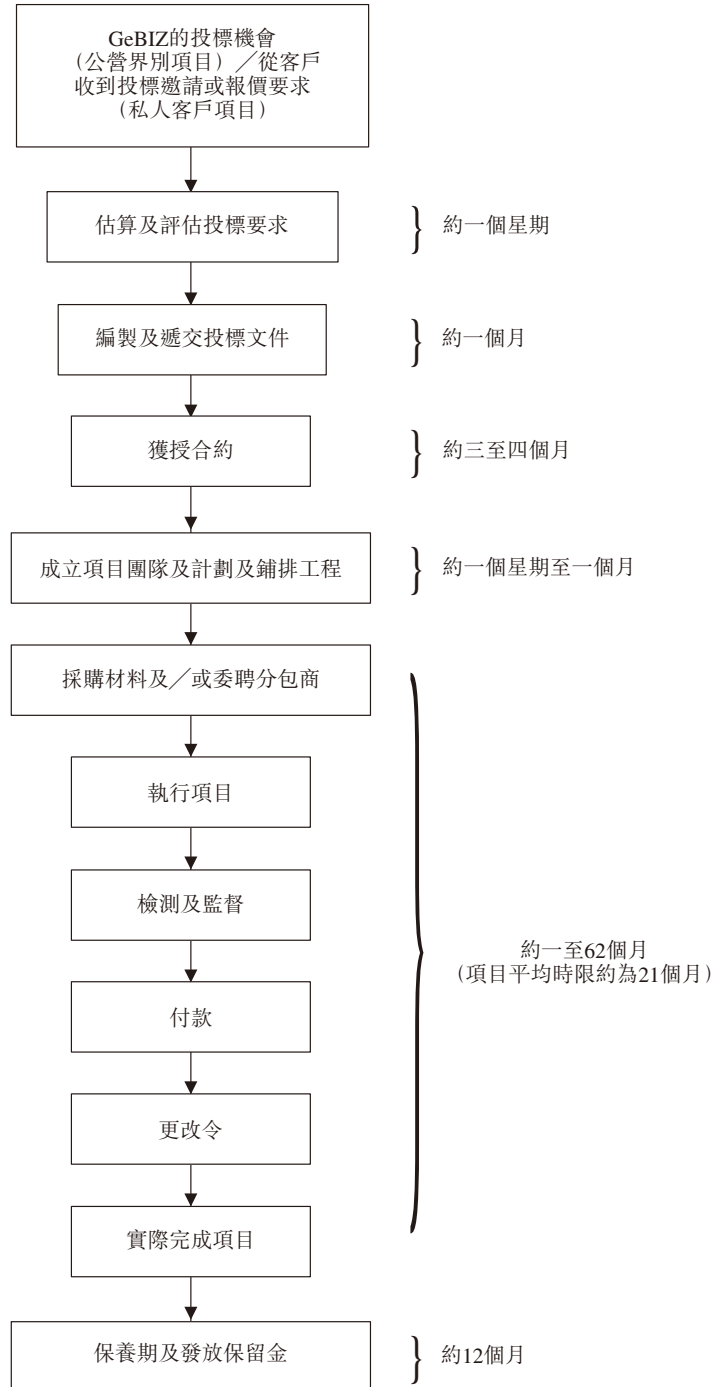 GeBIZ的投標機會
（公營界別項目）／從客戶
收到投標邀請或報價要求
（私人客戶項目）
估算及評估投標要求
約一個星期
編製及遞交投標文件
約一個月
獲授合約
約三至四個月
成立項目團隊及計劃及鋪排工程
約一個星期至一個月
採購材料及／或委聘分包商
執行項目
檢測及監督
約一至62個月
（項目平均時限約為21個月）
付款
更改令
實際完成項目
保養期及發放保留金
約12個月